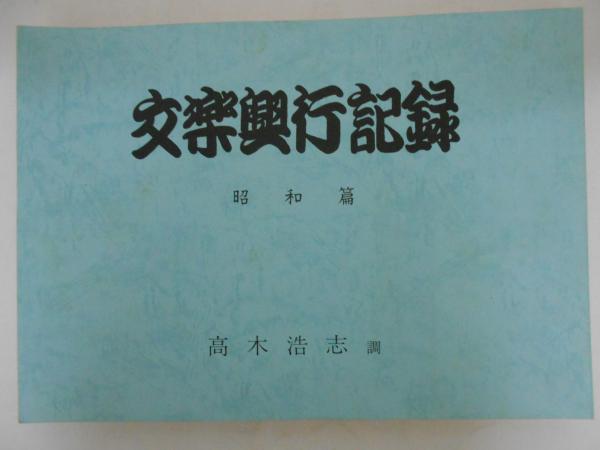 文楽興行記録
昭和篇
高木浩志 調